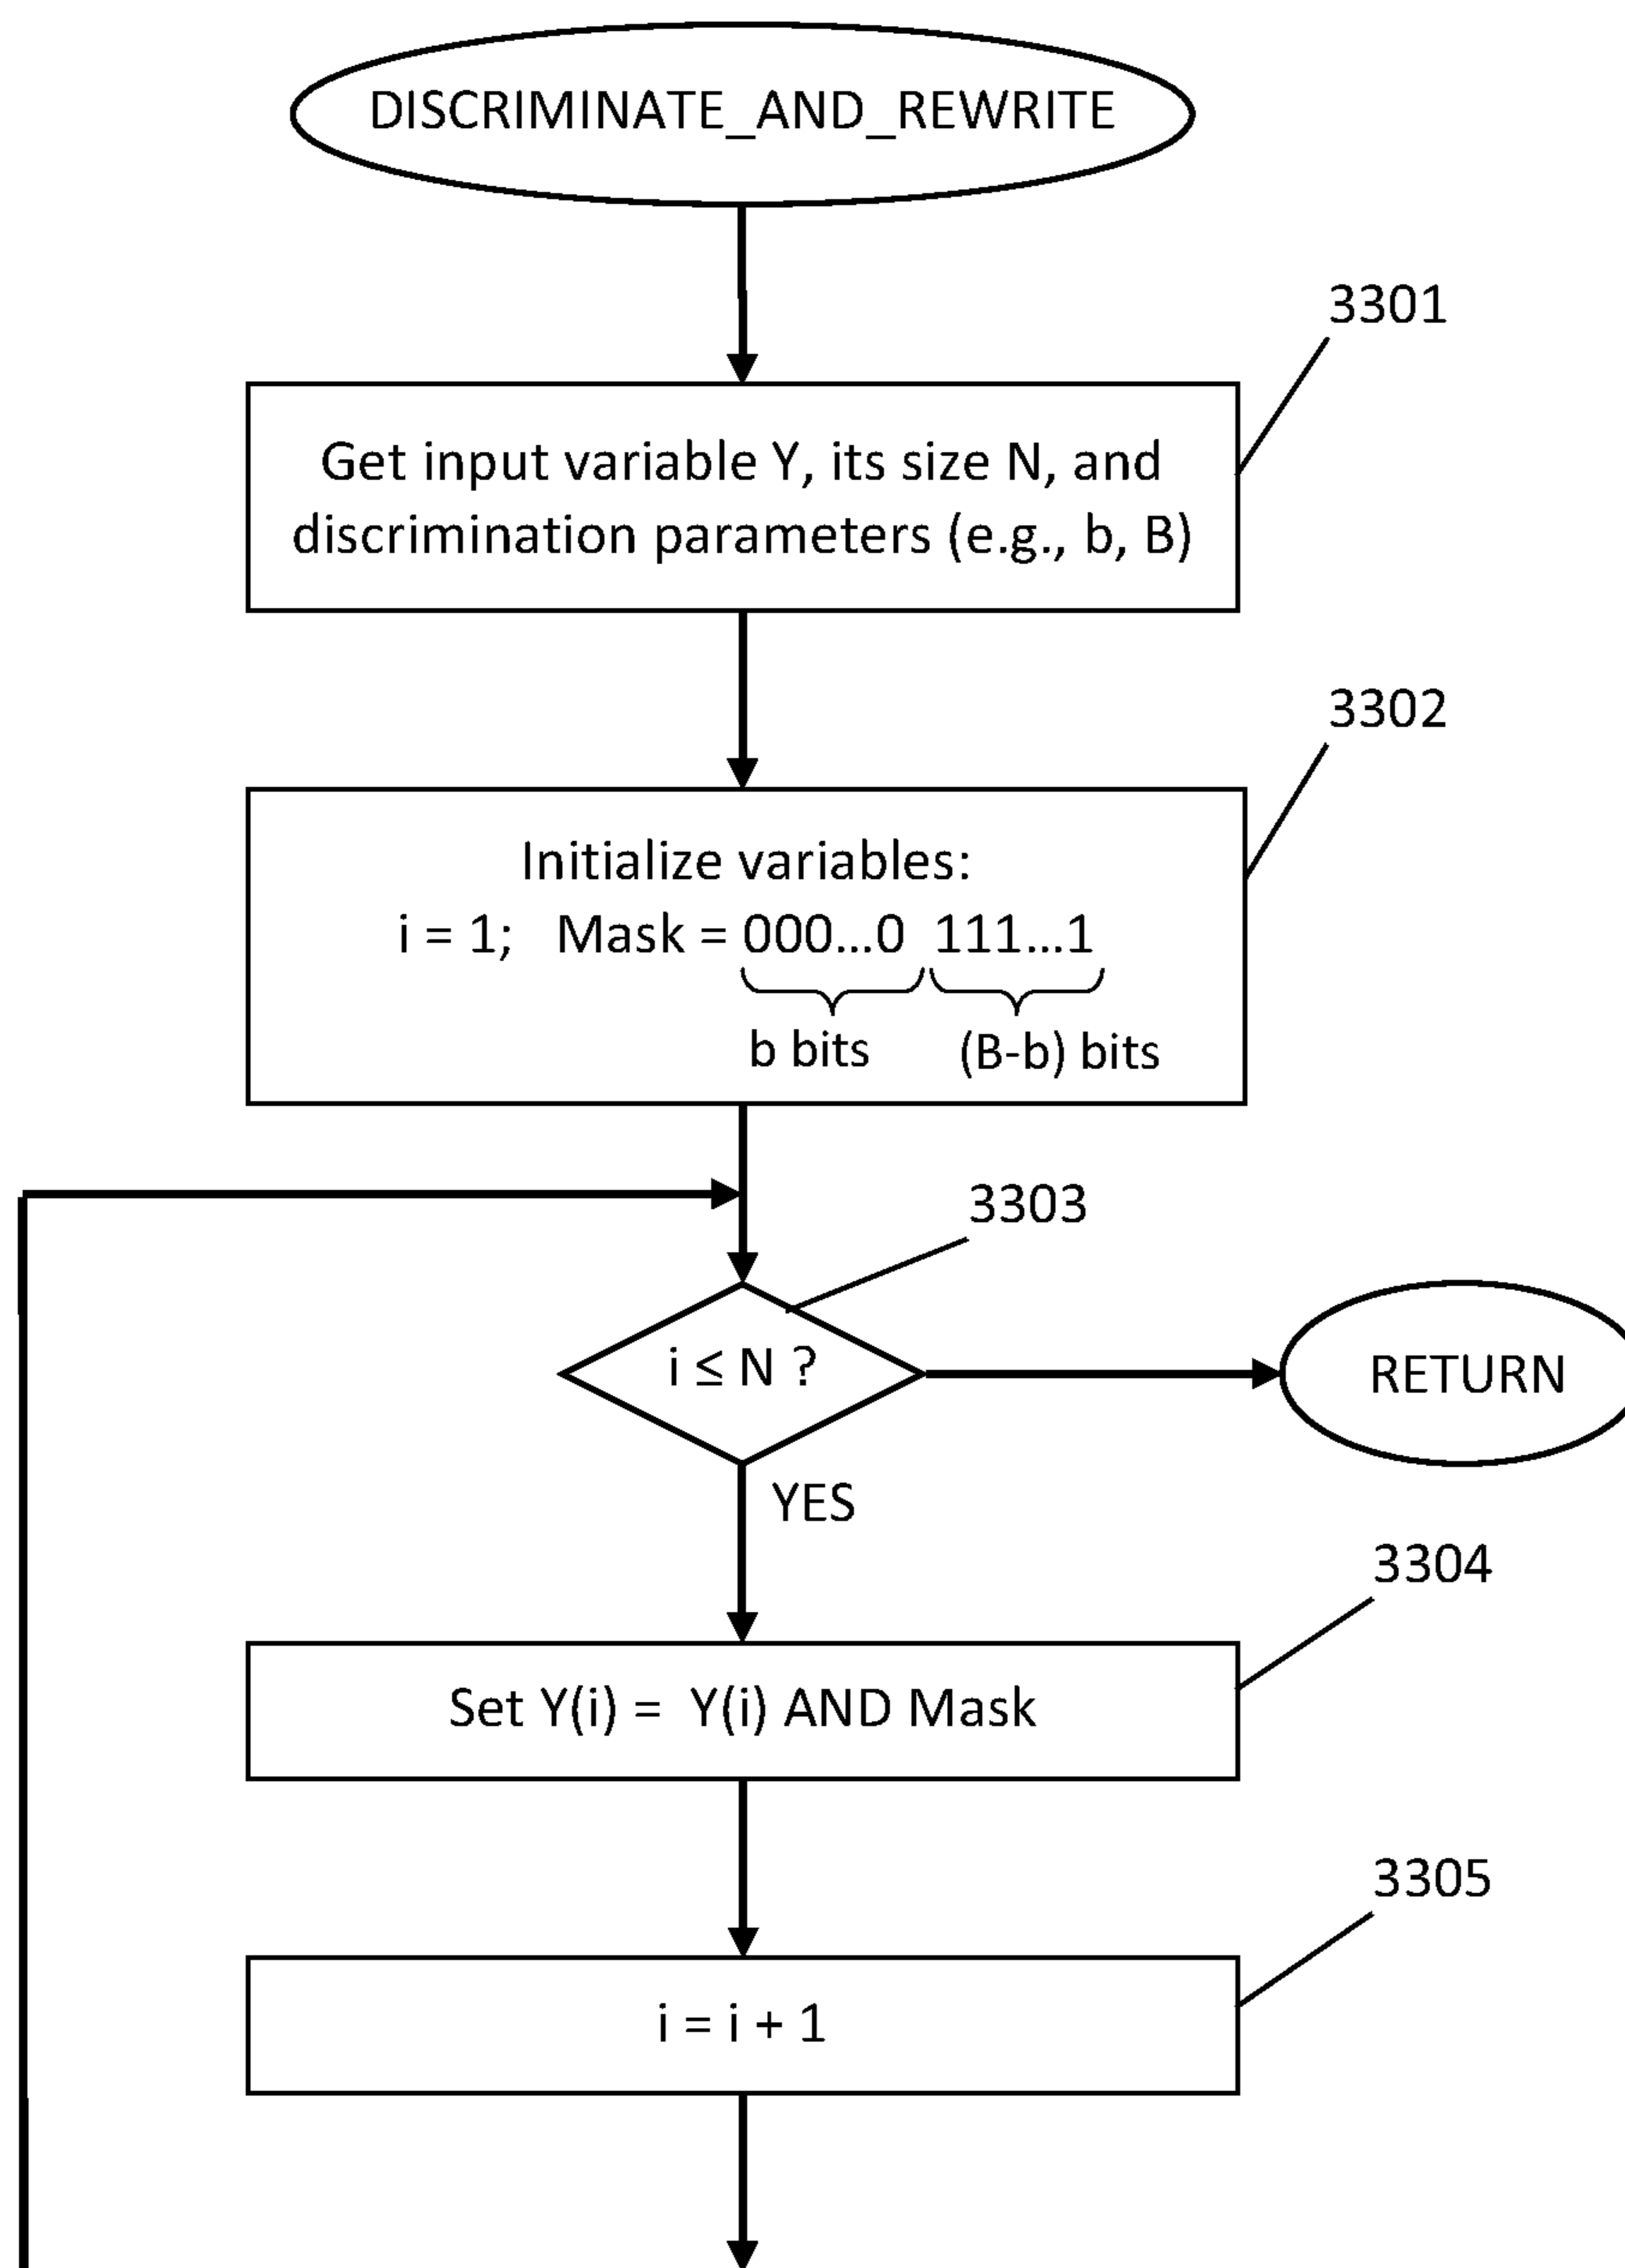 DISCRIMINATE_AND_REWRITE
3301
Get input variable Y, its size N, and
discrimination parameters (e.g., b, B)
3302
Initialize variables:
i = 1; Mask = 000...0 111...1
b bits (B-b) bits
3303
i ≤ N ?
RETURN
YES
3304
Set Y(i) = Y(i) AND Mask
3305
i = i + 1